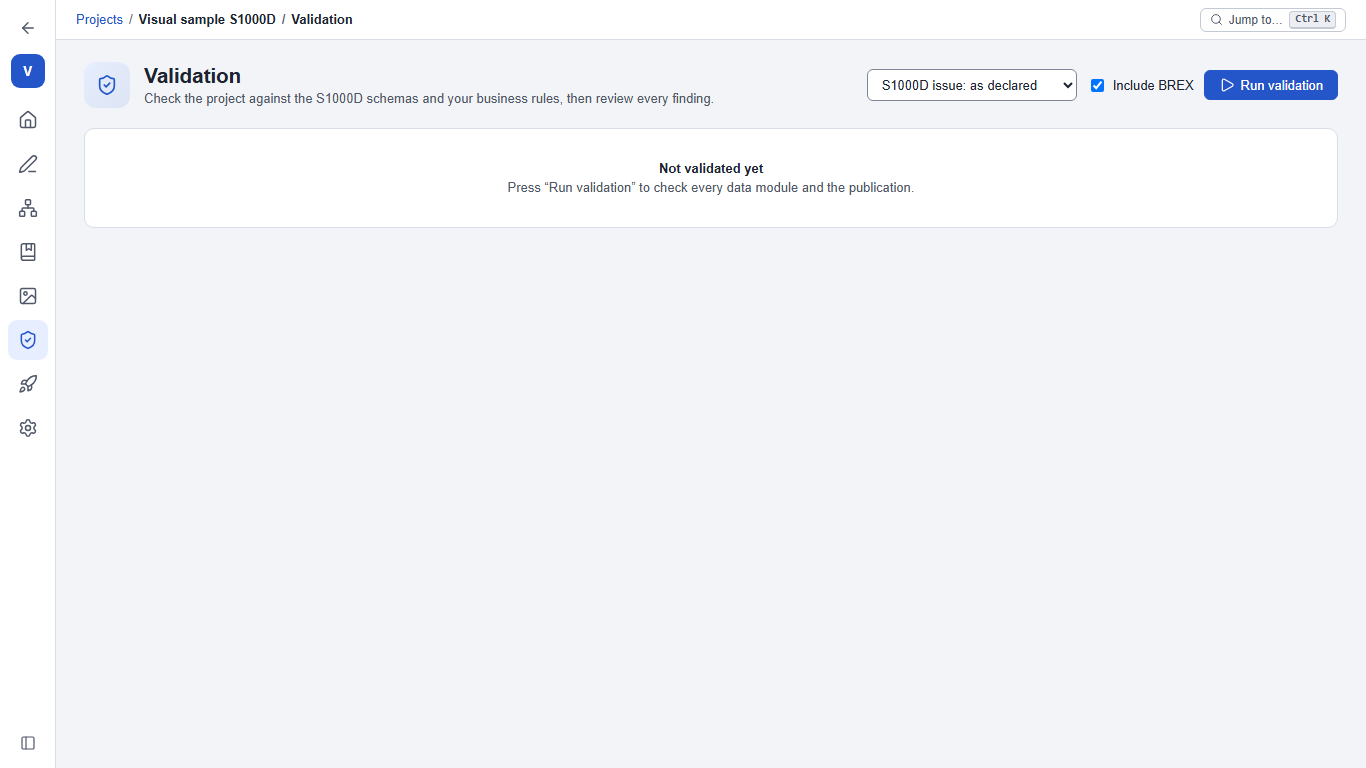 Projects / Visual sample S1000D / Validation
Jump to... Ctrl K
V
Validation
Check the project against the S1000D schemas and your business rules, then review every finding.
S1000D issue: as declared
Include BREX
Run validation
Not validated yet
Press “Run validation” to check every data module and the publication.